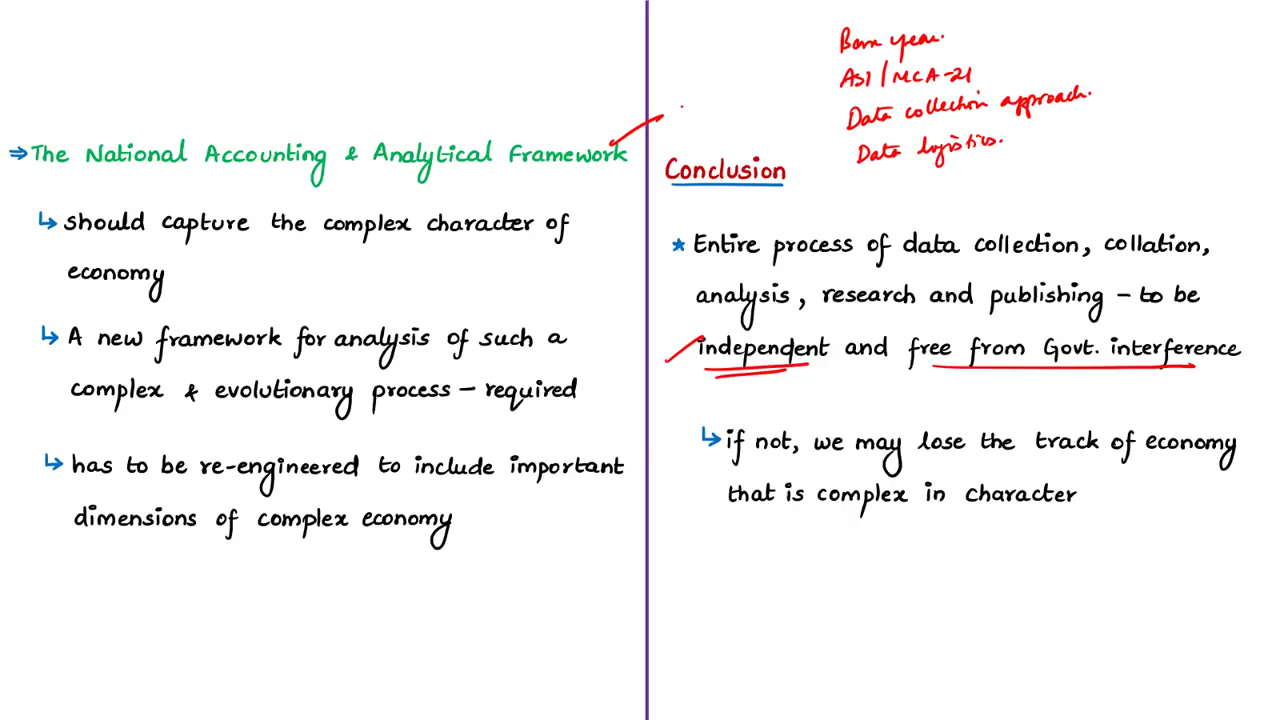 ⇒ The National Accounting & Analytical Framework
↳ should capture the complex character of
economy
↳ A new framework for analysis of such a
complex & evolutionary process – required
↳ has to be re-engineered to include important
dimensions of complex economy
Base year.
ASI / MCA-21
Data collection approach.
Data logistics.
Conclusion
* Entire process of data collection, collation,
analysis, research and publishing – to be
independent and free from Govt. interference
↳ if not, we may lose the track of economy
that is complex in character